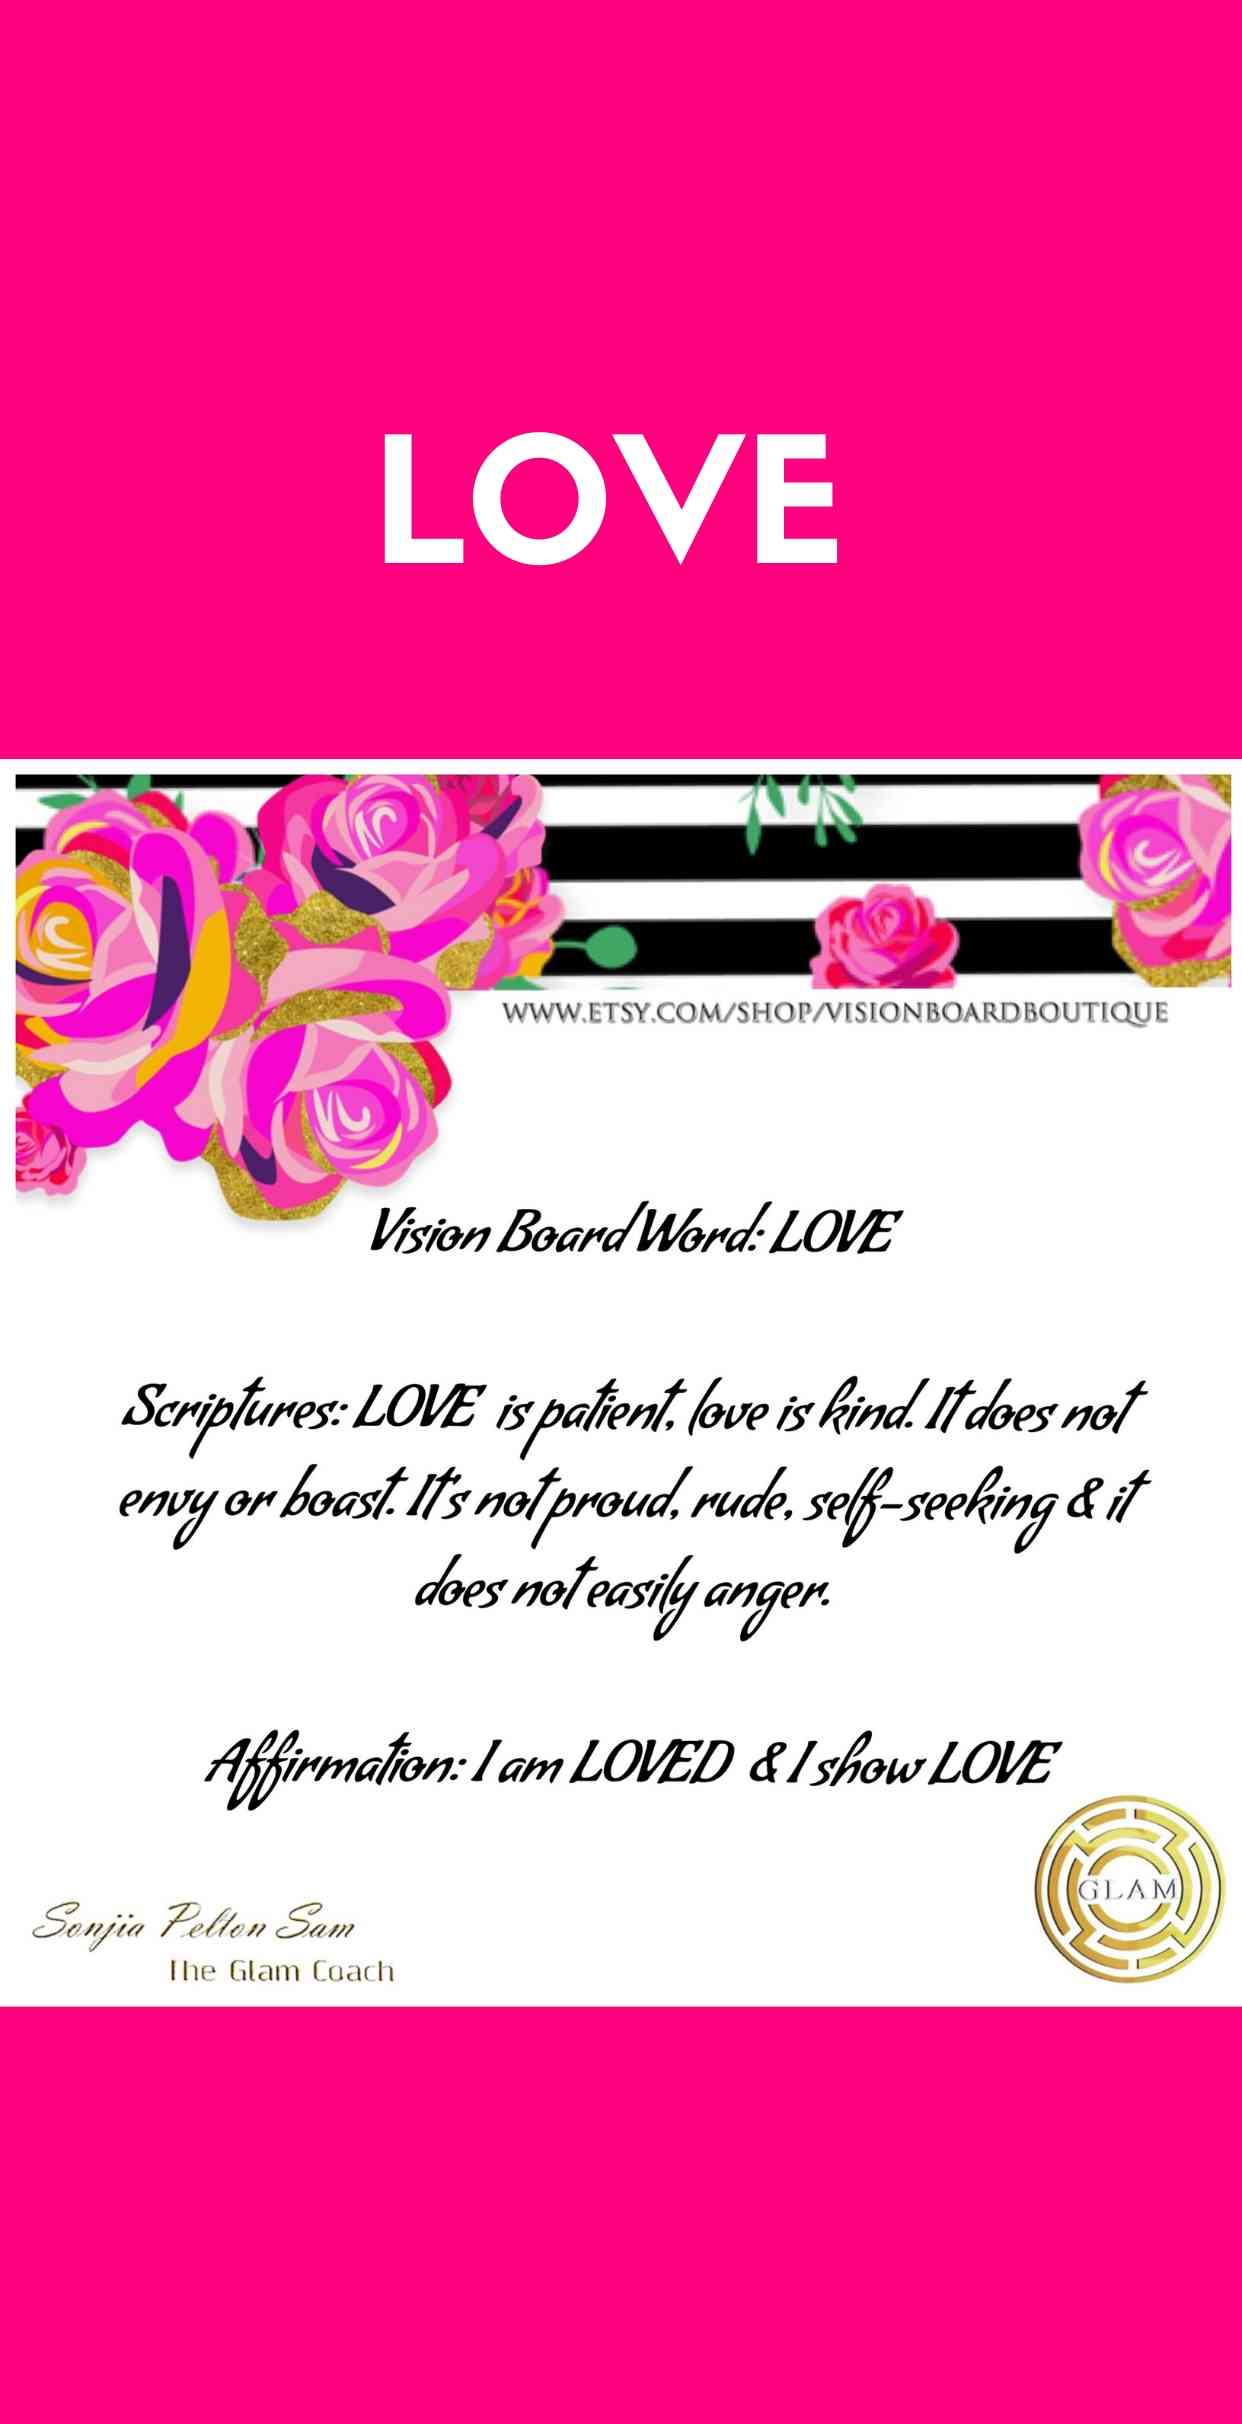 LOVE
WWW.ETSY.COM/SHOP/VISIONBOARDBOUTIQUE
Vision Board Word: LOVE
Scriptures: LOVE is patient, love is kind. It does not
envy or boast. It's not proud, rude, self-seeking & it
does not easily anger.
Affirmation: I am LOVED & I show LOVE
GLAM
Sonjia Pelton Sam
The Glam Coach